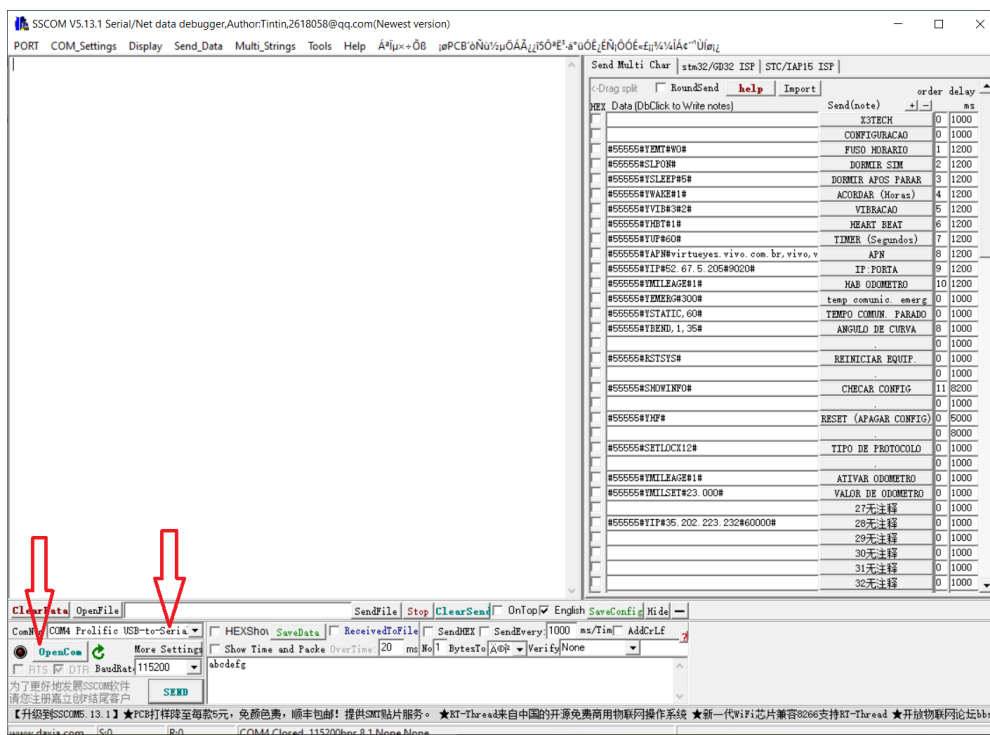 SSCOM V5.13.1 Serial/Net data debugger,Author:Tintin,2618058@qq.com(Newest version)
PORT COM_Settings Display Send_Data Multi_Strings Tools Help
Send Multi Char stm32/GD32 ISP STC/IAP15 ISP
<-Drag split RoundSend help Import order delay
HEX Data (DbClick to Write notes) Send(note) + - ms
X3TECH 0 1000
CONFIGURACAO 0 1000
#55555#YEMT#W0# FUSO HORARIO 1 1200
#55555#SLPON# DORMIR SIM 2 1200
#55555#YSLEEP#5# DORMIR APOS PARAR 3 1200
#55555#YWAKE#1# ACORDAR (Horas) 4 1200
#55555#YVIB#3#2# VIBRACAO 5 1200
#55555#YHBT#1# HEART BEAT 6 1200
#55555#YUP#60# TIMER (Segundos) 7 1200
#55555#YAPN#virtueyes.vivo.com.br,vivo,v APN 8 1200
#55555#YIP#52.67.5.205#9020# IP:PORTA 9 1200
#55555#YMILEAGE#1# HAB ODOMETRO 10 1200
#55555#YEMERG#300# temp comunic. emerg 0 1000
#55555#YSTATIC,60# TEMPO COMUN. PARADO 0 1000
#55555#YBEND,1,35# ANGULO DE CURVA 8 1000
. 0 1000
#55555#RSTSYS# REINICIAR EQUIP. 0 1000
. 0 1000
#55555#SHOWINFO# CHECAR CONFIG 11 8200
. 0 1000
#55555#YHF# RESET (APAGAR CONFIG) 0 5000
. 0 8000
#55555#SETLOCX12# TIPO DE PROTOCOLO 0 1000
. 0 1000
#55555#YMILEAGE#1# ATIVAR ODOMETRO 0 1000
#55555#YMILSET#23.000# VALOR DE ODOMETRO 0 1000
27无注释 0 1000
#55555#YIP#35.202.223.232#60000# 28无注释 0 1000
29无注释 0 1000
30无注释 0 1000
31无注释 0 1000
32无注释 0 1000
ClearData OpenFile SendFile Stop ClearSend OnTop English SaveConfig Hide —
COM4 Prolific USB-to-Seria HEXShow SaveData ReceivedToFile SendHEX SendEvery: 1000 ms/Tim AddCrLf ?
OpenCom More Settings Show Time and Packe OverTime: 20 ms No 1 BytesTo Verify None
RTS DTR BaudRat 115200 abcdefg
为了更好地发展SSCOM软件
请您注册嘉立创F结尾客户 SEND
【升级到SSCOM5.13.1】★PCB打样降至每款5元,免颜色费,顺丰包邮!提供SMT贴片服务。★RT-Thread来自中国的开源免费商用物联网操作系统 ★新一代WiFi芯片兼容8266支持RT-Thread ★开放物联网论坛bbs
www.daxia.com S:0 R:0 COM4 Closed 115200bps,8,1,None,None